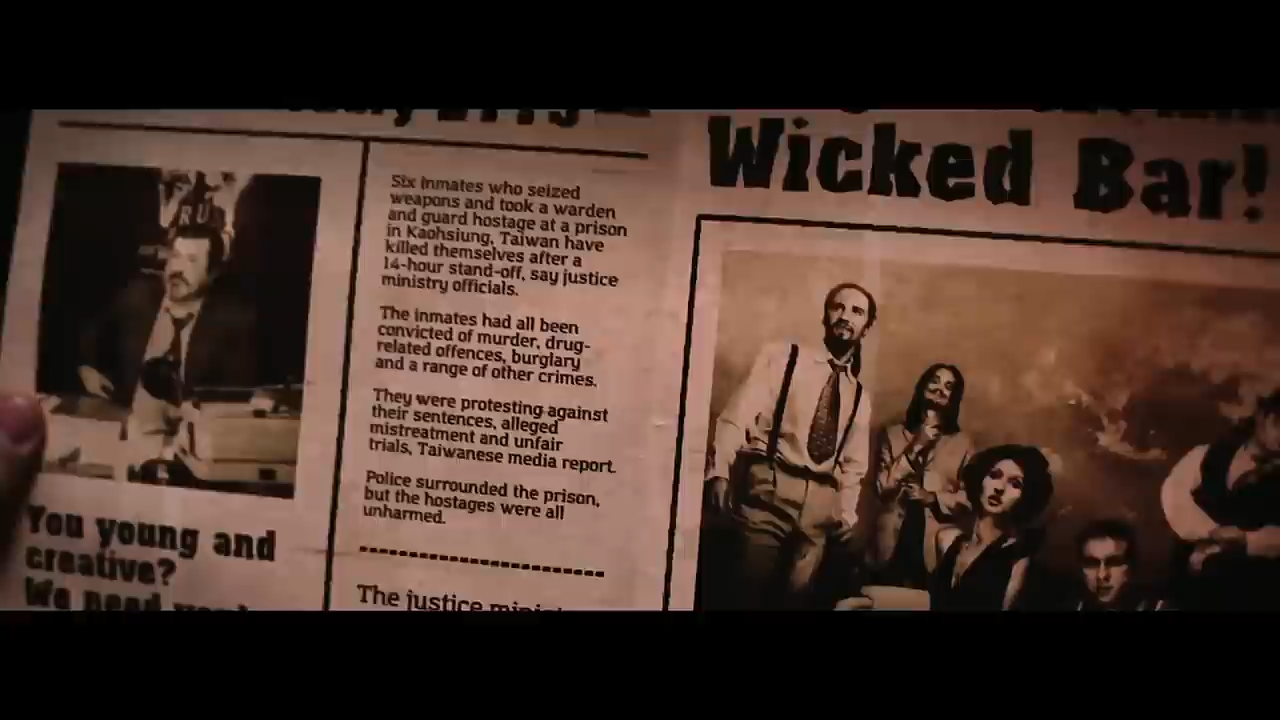 Wicked Bar!
RU
Six inmates who seized
weapons and took a warden
and guard hostage at a prison
in Kaohsiung, Taiwan have
killed themselves after a
14-hour stand-off, say justice
ministry officials.
The inmates had all been
convicted of murder, drug-
related offences, burglary
and a range of other crimes.
They were protesting against
their sentences, alleged
mistreatment and unfair
trials, Taiwanese media report.
Police surrounded the prison,
but the hostages were all
unharmed.
The justice
You young and
creative?
We need